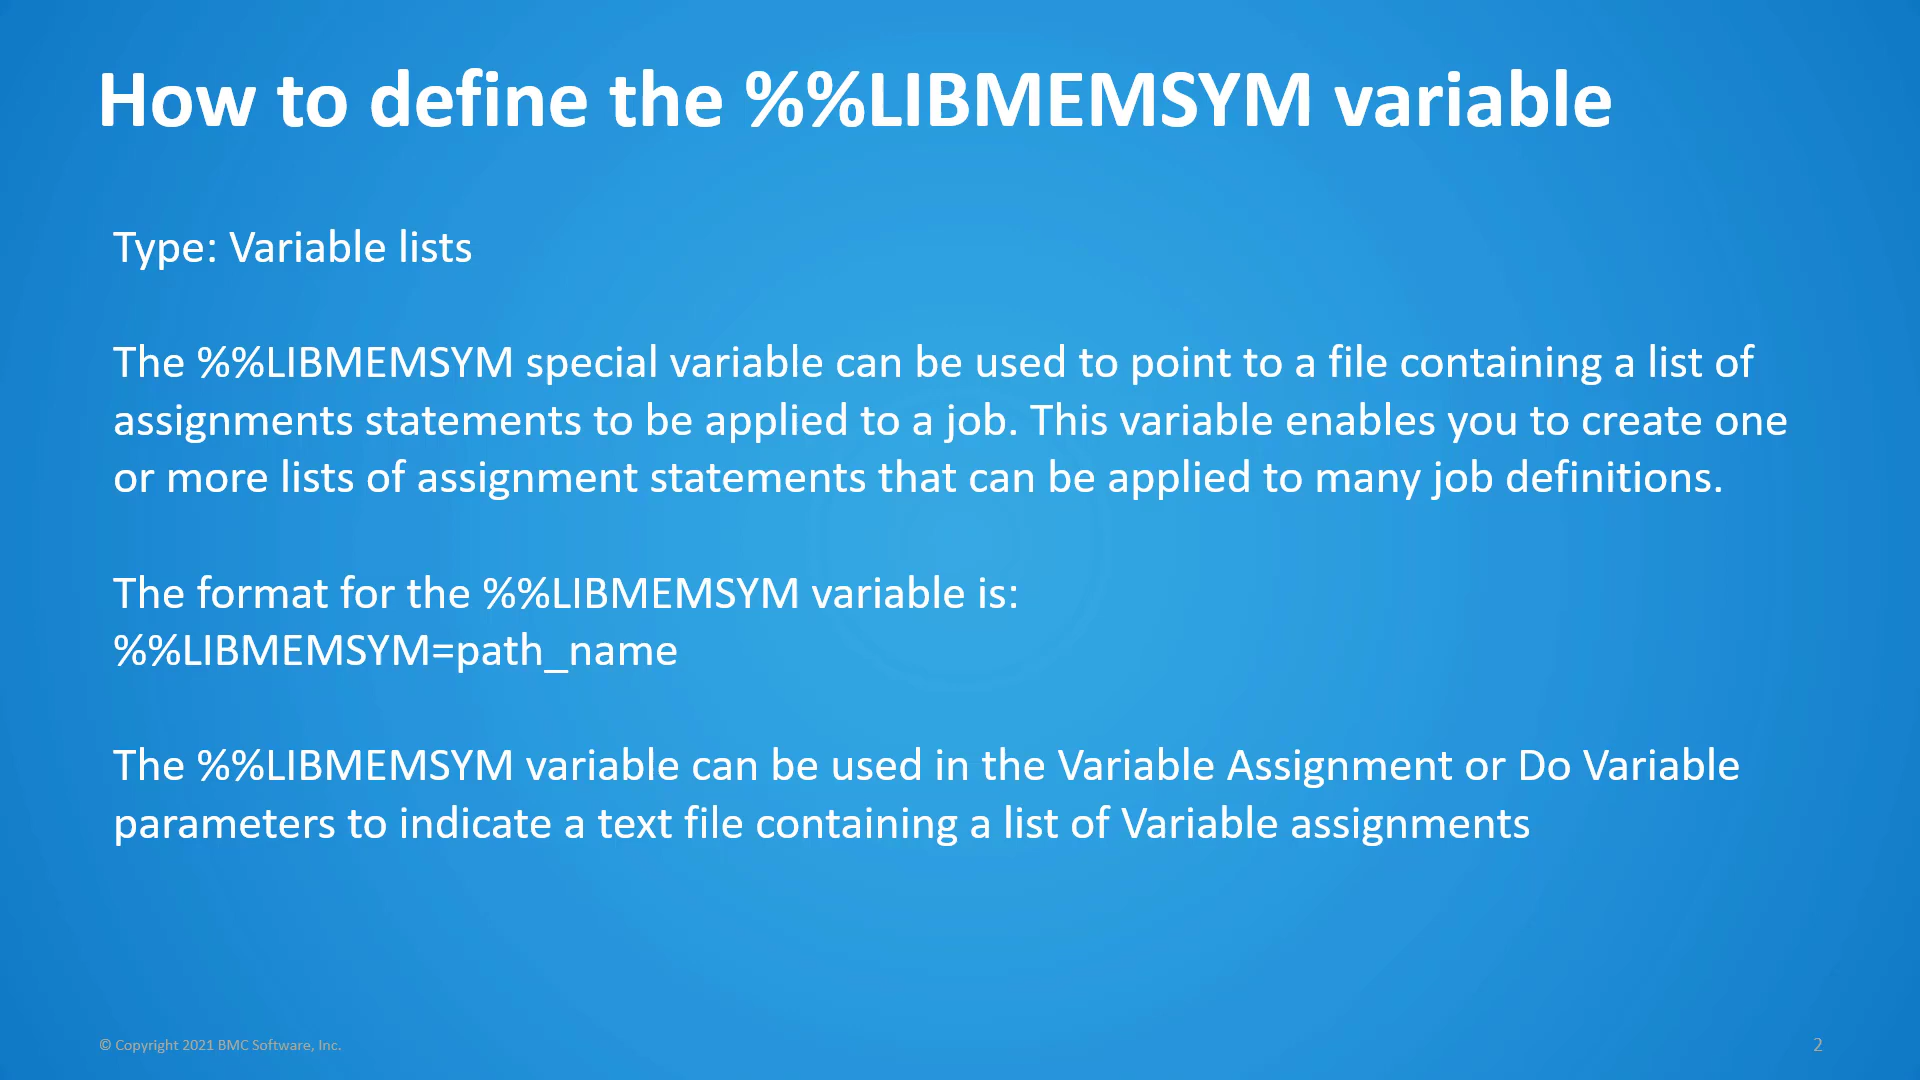 How to define the %%LIBMEMSYM variable
Type: Variable lists
The %%LIBMEMSYM special variable can be used to point to a file containing a list of
assignments statements to be applied to a job. This variable enables you to create one
or more lists of assignment statements that can be applied to many job definitions.
The format for the %%LIBMEMSYM variable is:
%%LIBMEMSYM=path_name
The %%LIBMEMSYM variable can be used in the Variable Assignment or Do Variable
parameters to indicate a text file containing a list of Variable assignments
© Copyright 2021 BMC Software, Inc.
2